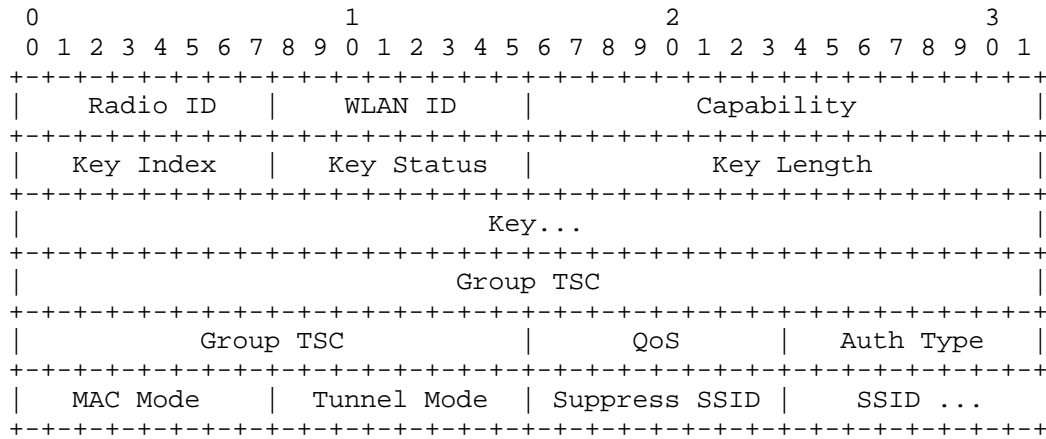 0                   1                   2                   3
0 1 2 3 4 5 6 7 8 9 0 1 2 3 4 5 6 7 8 9 0 1 2 3 4 5 6 7 8 9 0 1
+-+-+-+-+-+-+-+-+-+-+-+-+-+-+-+-+-+-+-+-+-+-+-+-+-+-+-+-+-+-+-+-+
|    Radio ID   |    WLAN ID    |          Capability           |
+-+-+-+-+-+-+-+-+-+-+-+-+-+-+-+-+-+-+-+-+-+-+-+-+-+-+-+-+-+-+-+-+
|   Key Index   |   Key Status  |           Key Length          |
+-+-+-+-+-+-+-+-+-+-+-+-+-+-+-+-+-+-+-+-+-+-+-+-+-+-+-+-+-+-+-+-+
|                             Key...                            |
+-+-+-+-+-+-+-+-+-+-+-+-+-+-+-+-+-+-+-+-+-+-+-+-+-+-+-+-+-+-+-+-+
|                           Group TSC                           |
+-+-+-+-+-+-+-+-+-+-+-+-+-+-+-+-+-+-+-+-+-+-+-+-+-+-+-+-+-+-+-+-+
|           Group TSC           |      QoS      |   Auth Type   |
+-+-+-+-+-+-+-+-+-+-+-+-+-+-+-+-+-+-+-+-+-+-+-+-+-+-+-+-+-+-+-+-+
|   MAC Mode    |  Tunnel Mode  | Suppress SSID |    SSID ...
+-+-+-+-+-+-+-+-+-+-+-+-+-+-+-+-+-+-+-+-+-+-+-+-+-+-+-+-+-+-+-+-+